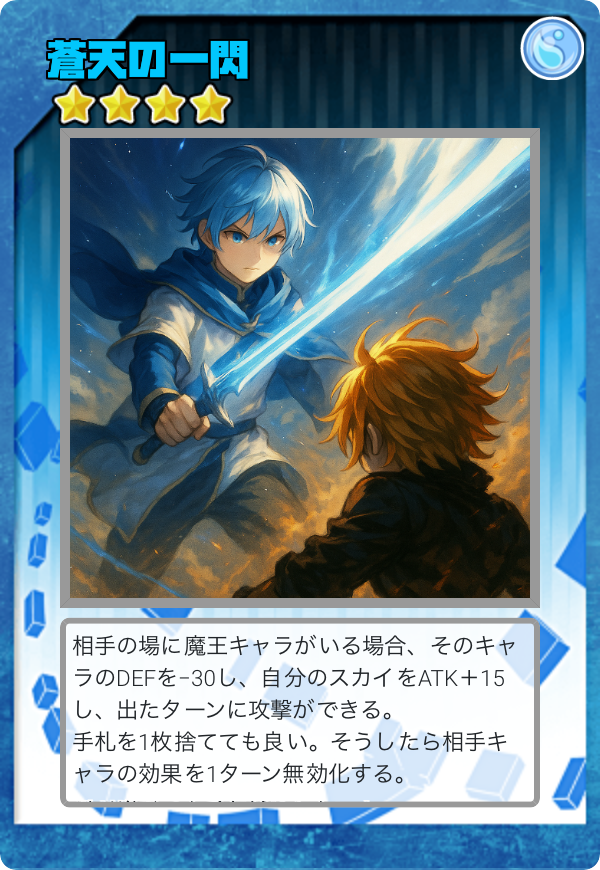 蒼天の一閃
相手の場に魔王キャラがいる場合、そのキャ
ラのDEFを-30し、自分のスカイをATK＋15
し、出たターンに攻撃ができる。
手札を1枚捨てても良い。そうしたら相手キ
ャラの効果を1ターン無効化する。